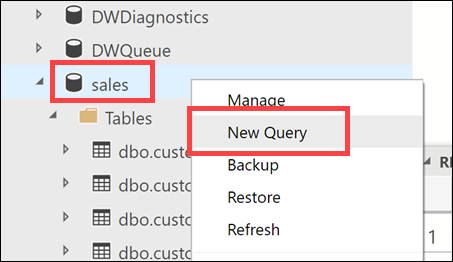 DWDiagnostics
DWQueue
sales
Manage
Tables
New Query
dbo.custo
Backup
dbo.custo
Restore
dbo.custo
Refresh
dbo.custo
1